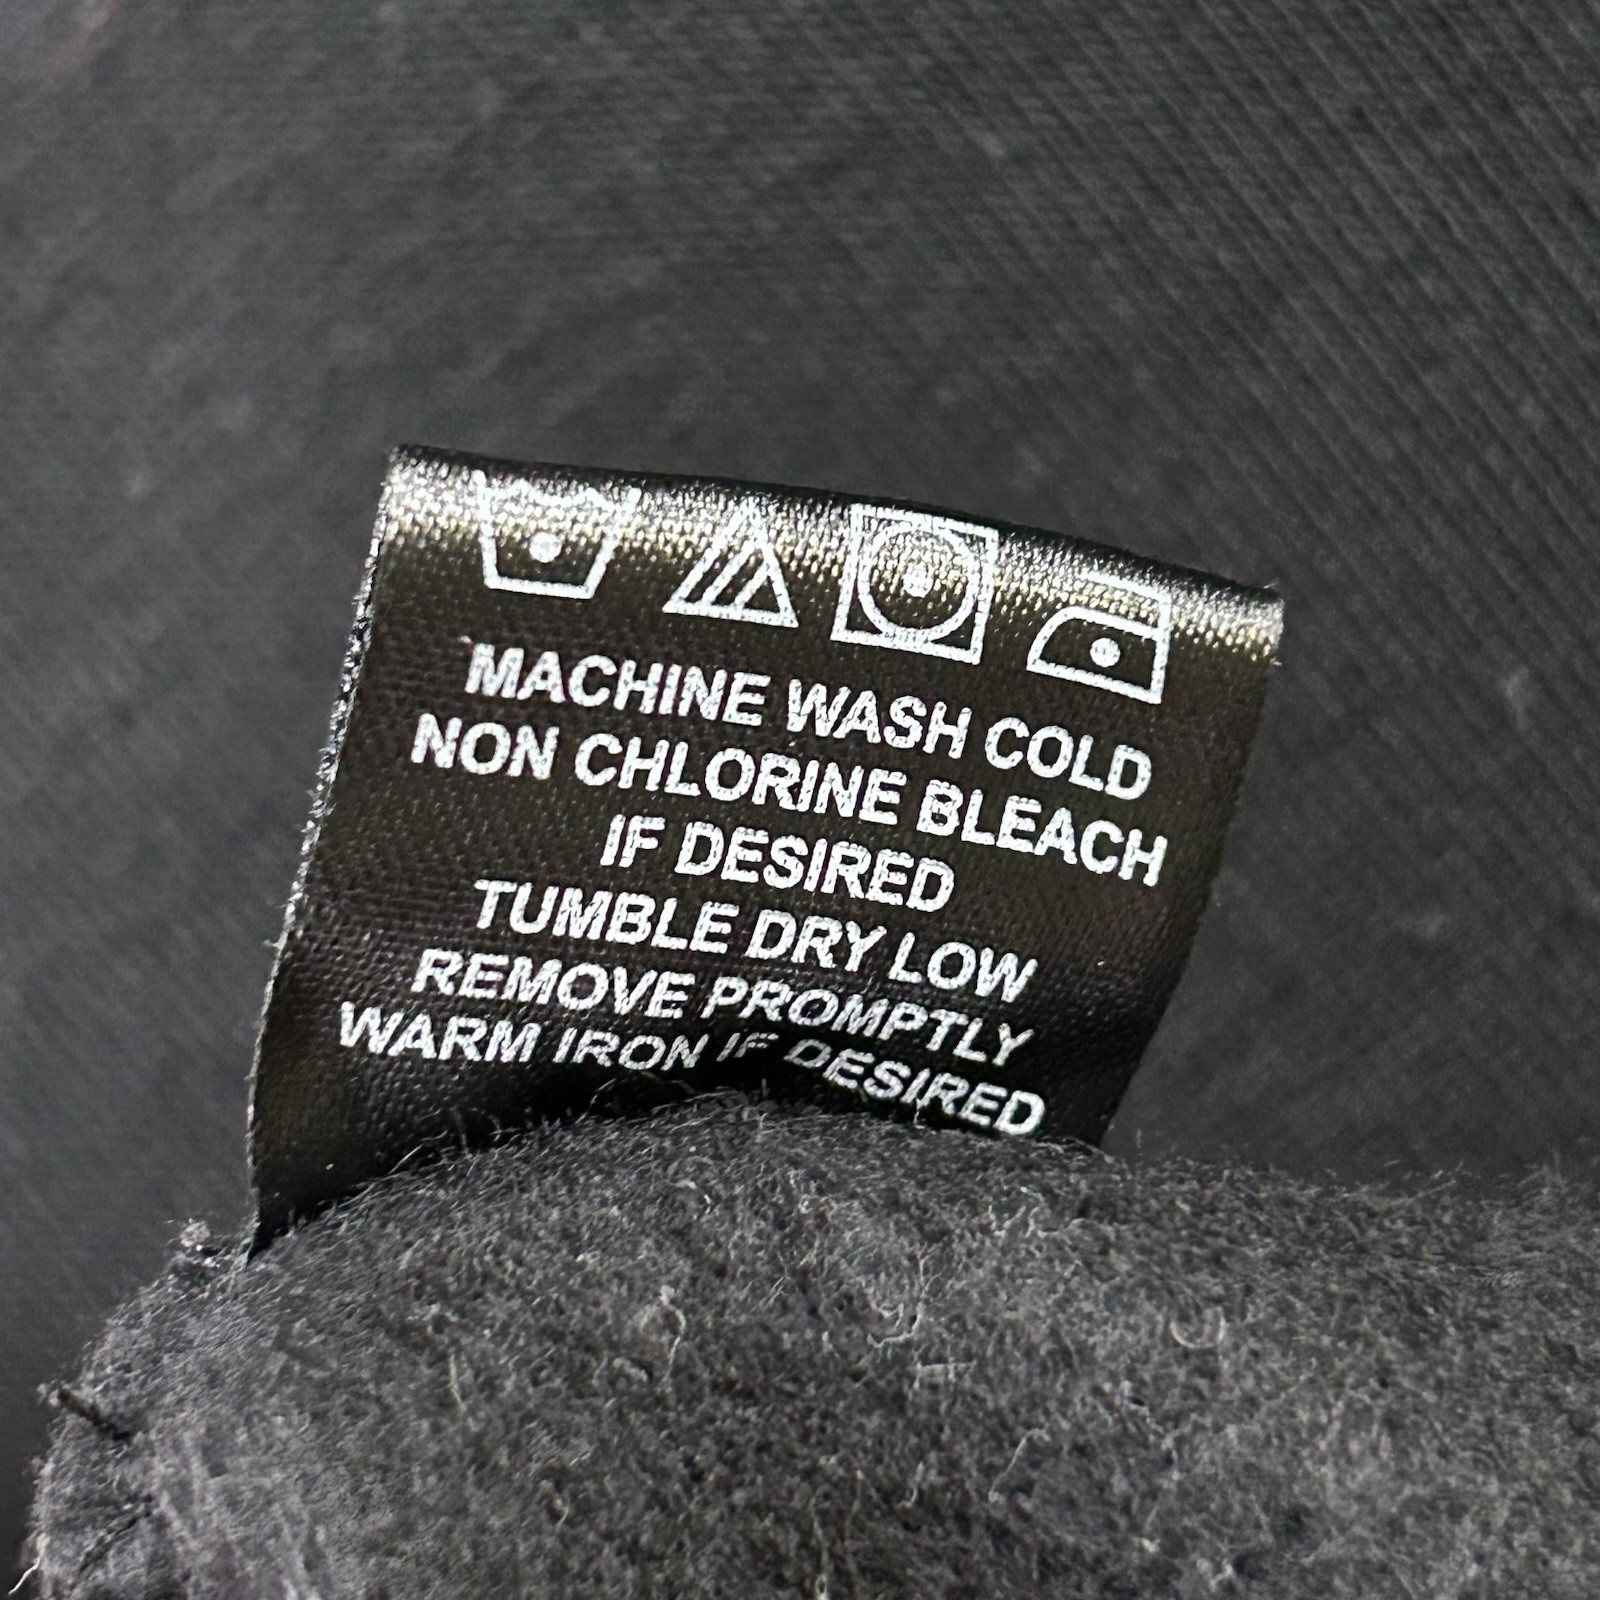 MACHINE WASH COLD
NON CHLORINE BLEACH
IF DESIRED
TUMBLE DRY LOW
REMOVE PROMPTLY
WARM IRON IF DESIRED